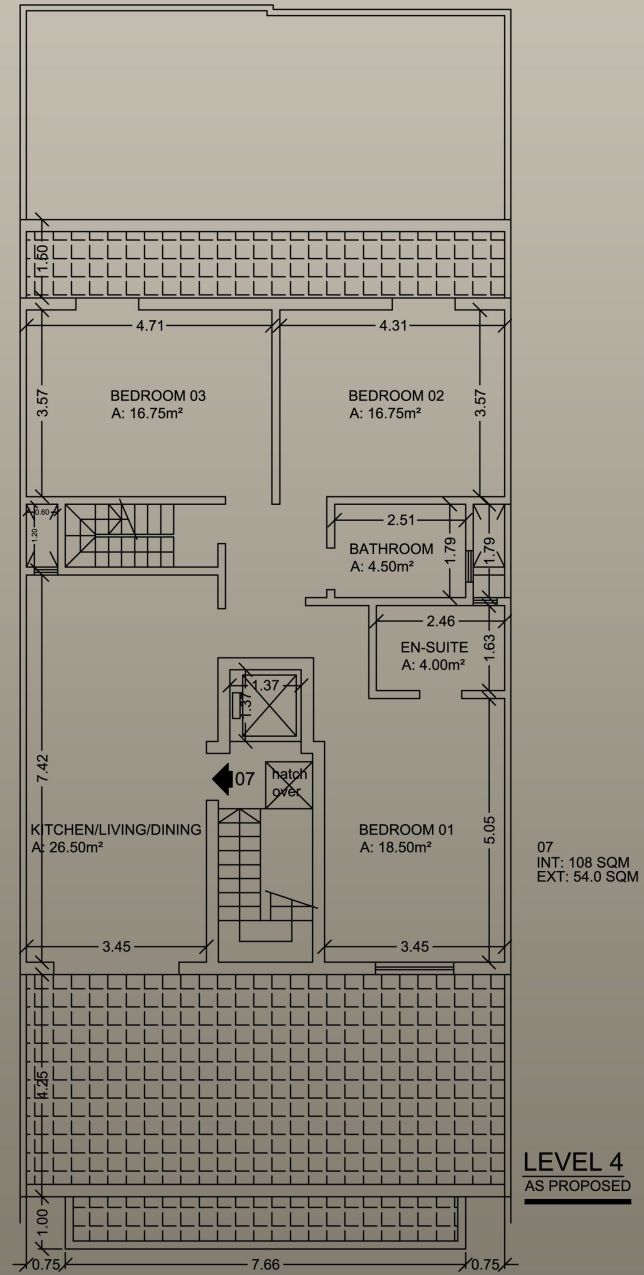 1.50
4.71
4.31
3.57
BEDROOM 03
A: 16.75m²
BEDROOM 02
A: 16.75m²
3.57
0.60
1.20
2.51
BATHROOM
A: 4.50m²
1.79
1.79
2.46
EN-SUITE
A: 4.00m²
1.63
1.37
1.37
7.42
07
hatch
over
KITCHEN/LIVING/DINING
A: 26.50m²
BEDROOM 01
A: 18.50m²
5.05
07
INT: 108 SQM
EXT: 54.0 SQM
3.45
3.45
4.25
LEVEL 4
AS PROPOSED
1.00
0.75
7.66
0.75